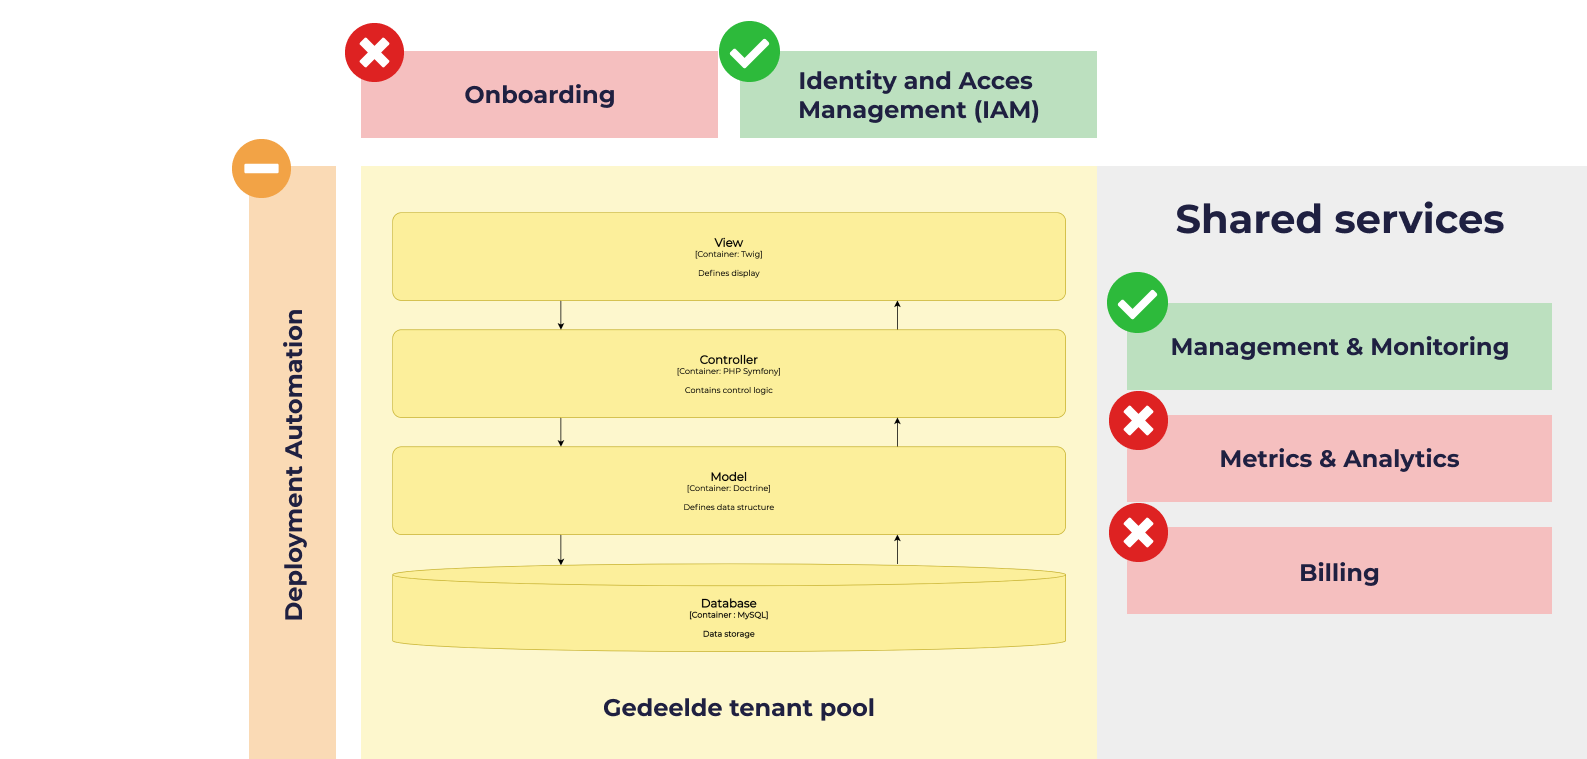 Onboarding
Identity and Acces
Management (IAM)
Deployment Automation
View
[Container: Twig]
Defines display
Controller
[Container: PHP Symfony]
Contains control logic
Model
[Container: Doctrine]
Defines data structure
Database
[Container : MySQL]
Data storage
Gedeelde tenant pool
Shared services
Management & Monitoring
Metrics & Analytics
Billing